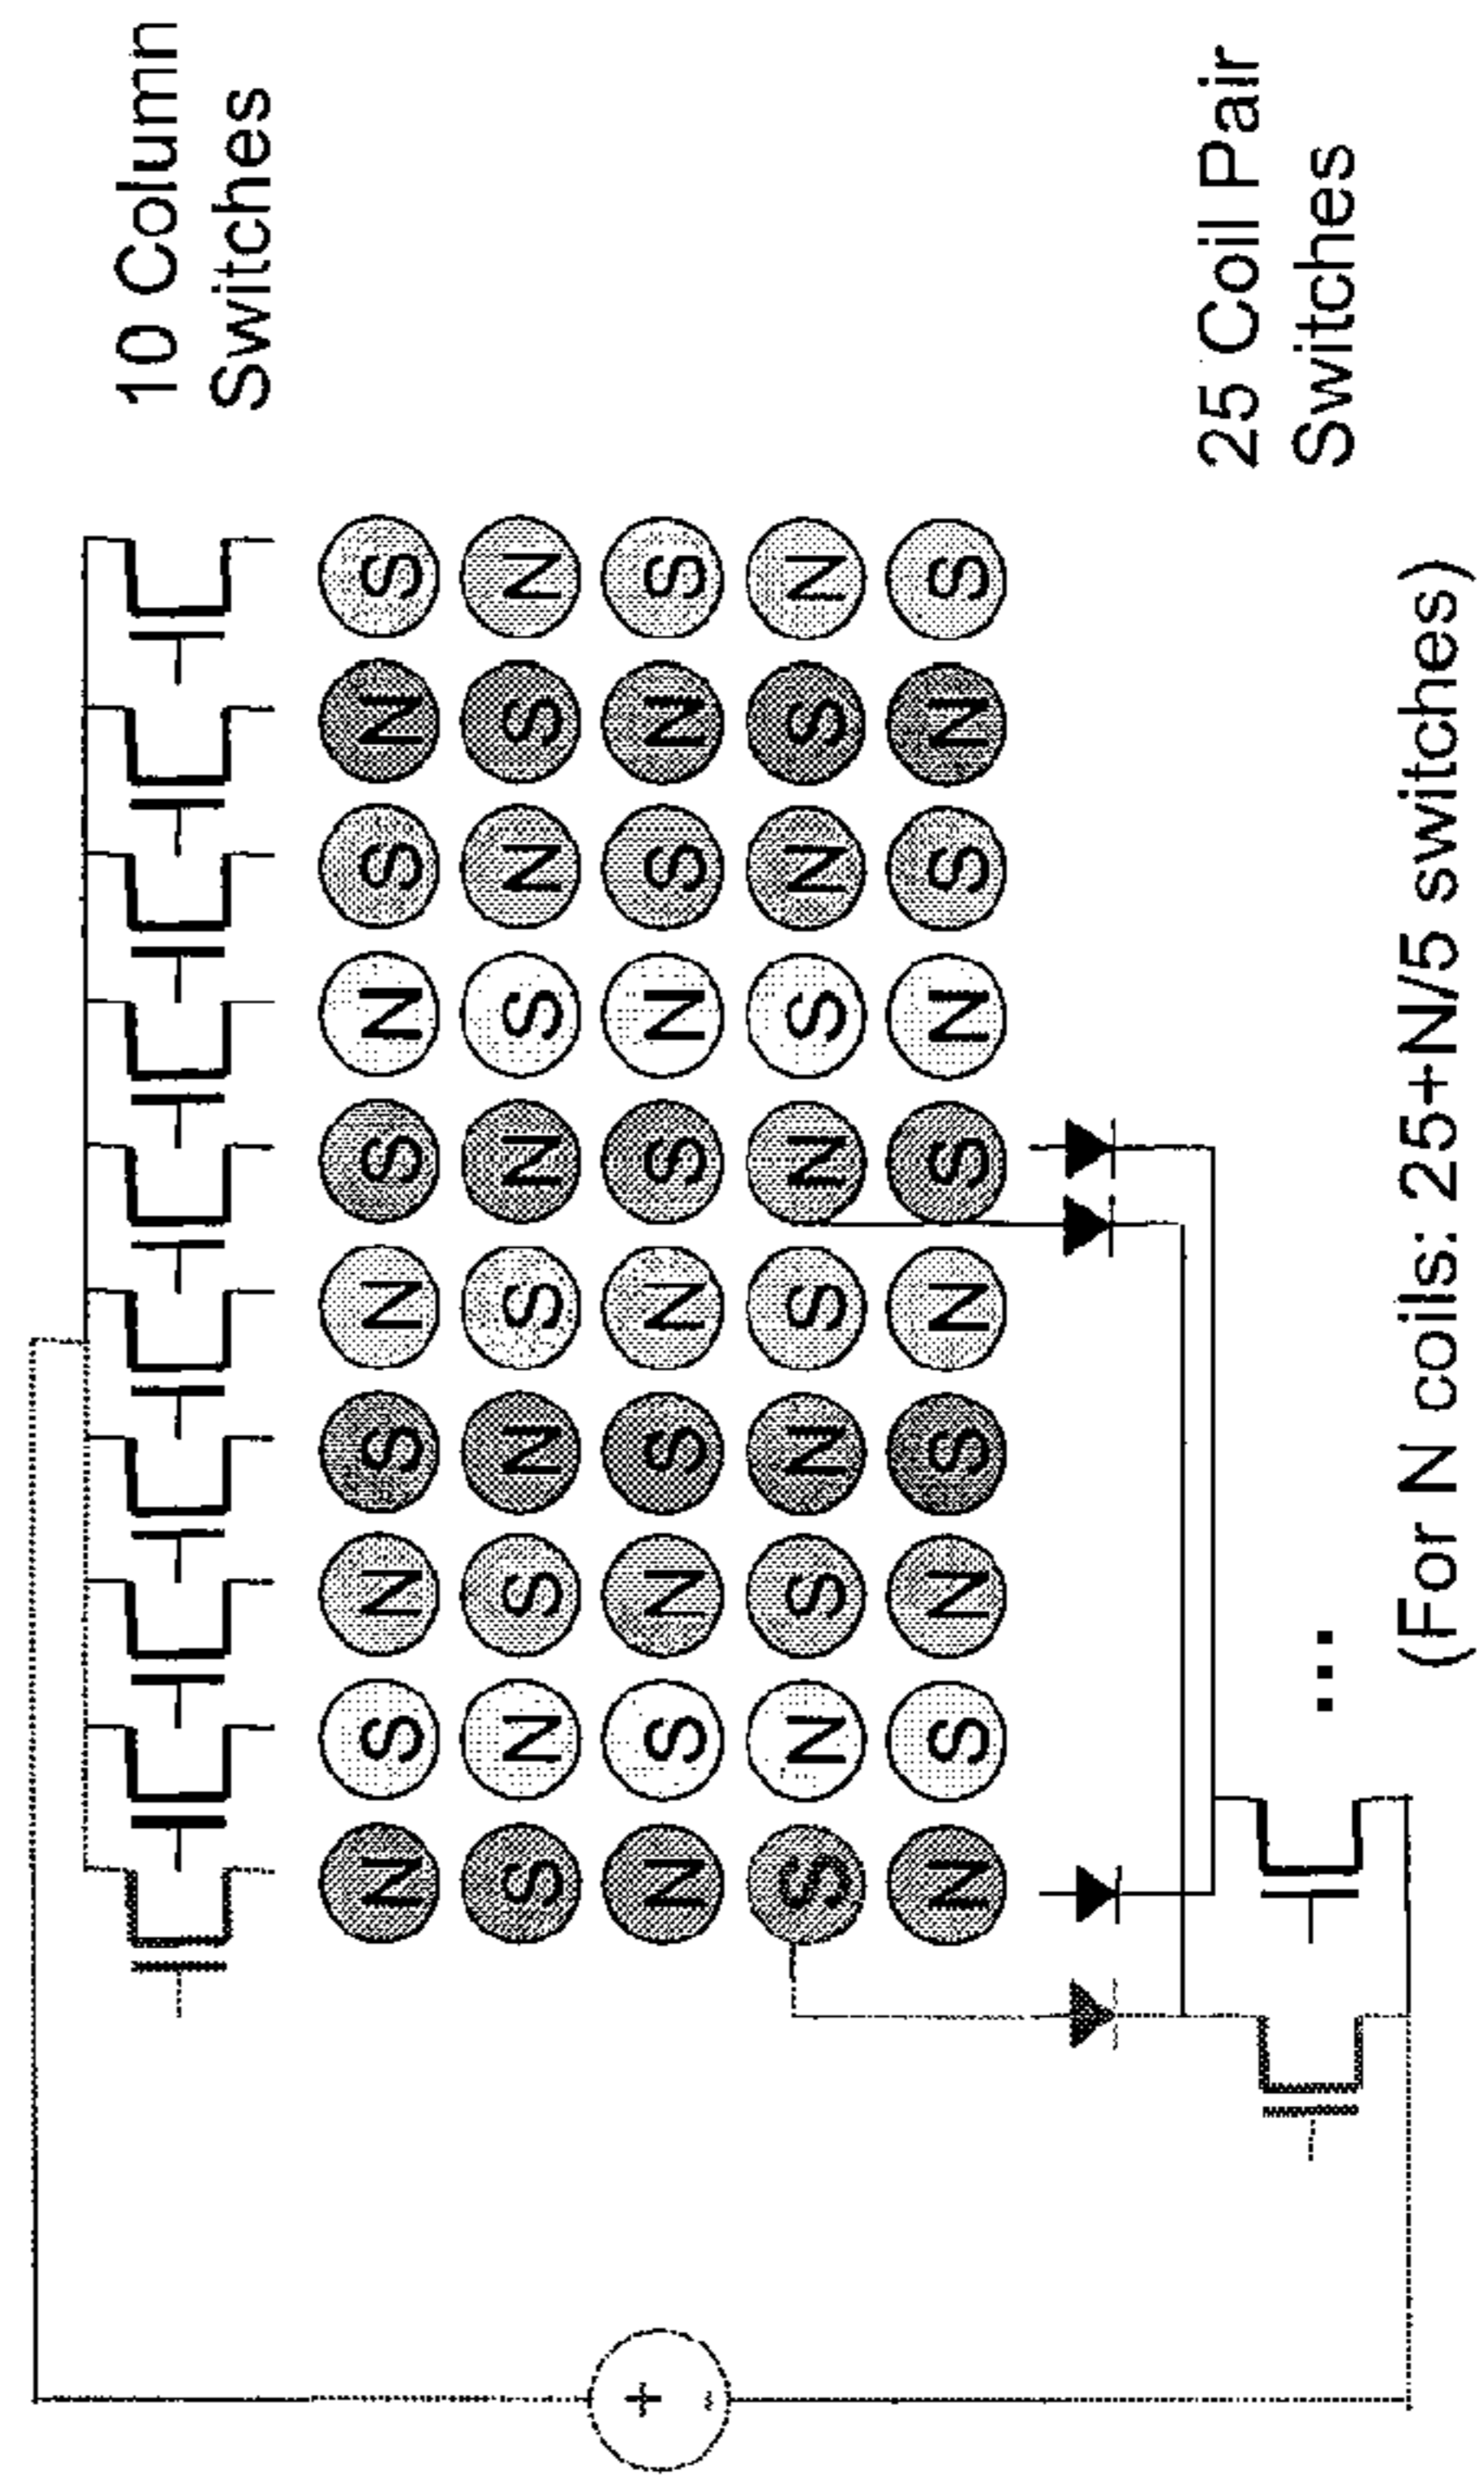 10 Column
Switches
N S N S N S N S N S
S N S N S N S N S N
+
N S N S N S N S N S
-
S N S N S N S N S N
N S N S N S N S N S
25 Coil Pair
Switches
...
(For N coils: 25+N/5 switches)